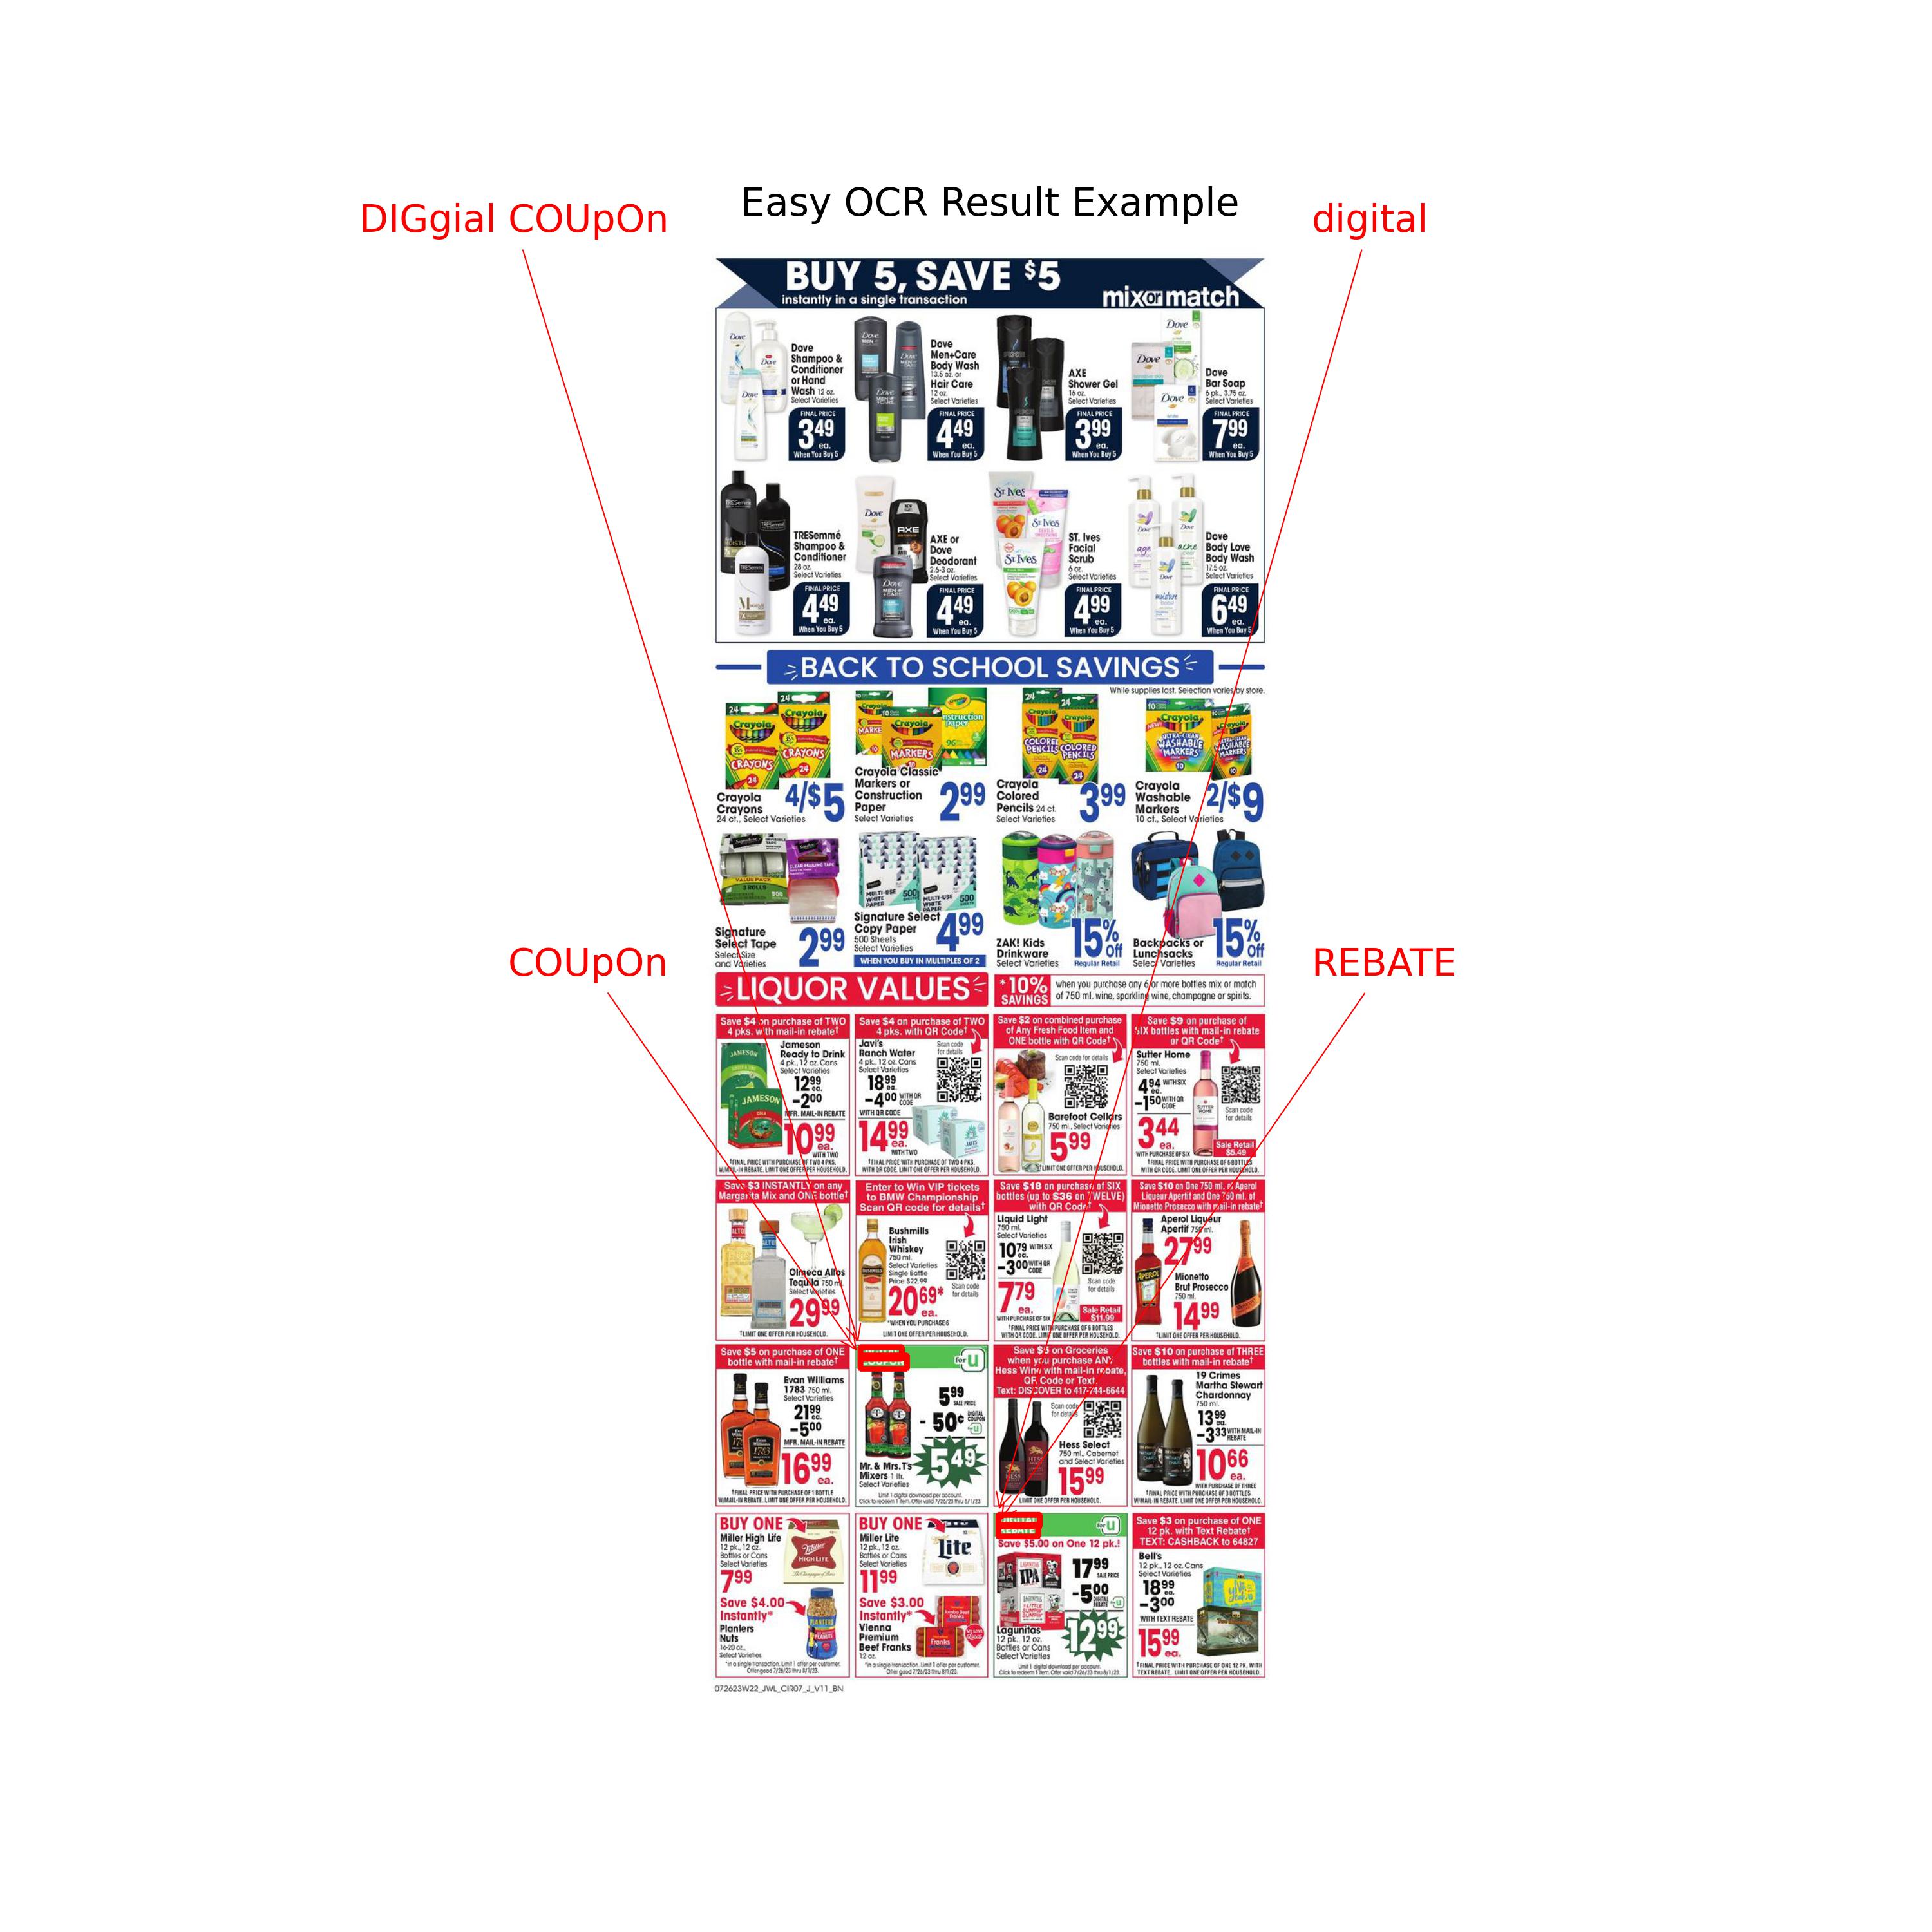 Easy OCR Result Example
DIGgial COUpOn
digital
COUpOn
REBATE
BUY 5, SAVE $5
instantly in a single transaction
mix or match
Dove
Shampoo &
Conditioner
or Hand
Wash 12 oz.
Select Varieties
FINAL PRICE
3 49
ea.
When You Buy 5
Dove
Men+Care
Body Wash
13.5 oz. or
Hair Care
12 oz.
Select Varieties
FINAL PRICE
4 49
ea.
When You Buy 5
AXE
Shower Gel
16 oz.
Select Varieties
FINAL PRICE
3 99
ea.
When You Buy 5
Dove
Bar Soap
6 pk., 3.75 oz.
Select Varieties
FINAL PRICE
7 99
ea.
When You Buy 5
TRESemmé
Shampoo &
Conditioner
28 oz.
Select Varieties
FINAL PRICE
4 49
ea.
When You Buy 5
AXE or
Dove
Deodorant
2.6-3 oz.
Select Varieties
FINAL PRICE
4 49
ea.
When You Buy 5
ST. Ives
Facial
Scrub
6 oz.
Select Varieties
FINAL PRICE
4 99
ea.
When You Buy 5
Dove
Body Love
Body Wash
17.5 oz.
Select Varieties
FINAL PRICE
6 49
ea.
When You Buy 5
BACK TO SCHOOL SAVINGS
While supplies last. Selection varies by store.
Crayola
Crayons
24 ct., Select Varieties
4/$5
Crayola Classic
Markers or
Construction
Paper
Select Varieties
2 99
Crayola
Colored
Pencils 24 ct.
Select Varieties
3 99
Crayola
Washable
Markers
10 ct., Select Varieties
2/$9
Signature
Select Tape
Select Size
and Varieties
2 99
Signature Select
Copy Paper
500 Sheets
Select Varieties
4 99
WHEN YOU BUY IN MULTIPLES OF 2
ZAK! Kids
Drinkware
Select Varieties
15% Off
Regular Retail
Backpacks or
Lunchsacks
Select Varieties
15% Off
Regular Retail
LIQUOR VALUES
*10%
SAVINGS
when you purchase any 6 or more bottles mix or match
of 750 ml. wine, sparkling wine, champagne or spirits.
Save $4 on purchase of TWO
4 pks. with mail-in rebate†
Jameson
Ready to Drink
4 pk., 12 oz. Cans
Select Varieties
12 99 ea.
-2 00
MFR. MAIL-IN REBATE
10 99
ea.
WITH TWO
†FINAL PRICE WITH PURCHASE OF TWO 4 PKS.
W/MAIL-IN REBATE. LIMIT ONE OFFER PER HOUSEHOLD.
Save $4 on purchase of TWO
4 pks. with QR Code†
Javi's
Ranch Water
4 pk., 12 oz. Cans
Select Varieties
Scan code
for details
18 99 ea.
-4 00 WITH QR CODE
WITH QR CODE
14 99
ea.
WITH TWO
†FINAL PRICE WITH PURCHASE OF TWO 4 PKS.
WITH QR CODE. LIMIT ONE OFFER PER HOUSEHOLD.
Save $2 on combined purchase
of Any Fresh Food Item and
ONE bottle with QR Code†
Scan code for details
Barefoot Cellars
750 ml., Select Varieties
5 99
†LIMIT ONE OFFER PER HOUSEHOLD.
Save $9 on purchase of
SIX bottles with mail-in rebate
or QR Code†
Sutter Home
750 ml.
Select Varieties
4 94 ea. WITH SIX
-1 50 WITH QR CODE
Scan code
for details
3 44
ea.
WITH PURCHASE OF SIX
Sale Retail
$5.49
†FINAL PRICE WITH PURCHASE OF 6 BOTTLES
WITH QR CODE. LIMIT ONE OFFER PER HOUSEHOLD.
Save $3 INSTANTLY on any
Margarita Mix and ONE bottle†
Olmeca Altos
Tequila 750 ml.
Select Varieties
29 99
†LIMIT ONE OFFER PER HOUSEHOLD.
Enter to Win VIP tickets
to BMW Championship
Scan QR code for details†
Bushmills
Irish
Whiskey
750 ml.
Select Varieties
Single Bottle
Price $22.99
Scan code
for details
20 69*
ea.
*WHEN YOU PURCHASE 6
LIMIT ONE OFFER PER HOUSEHOLD.
Save $18 on purchase of SIX
bottles (up to $36 on TWELVE)
with QR Code†
Liquid Light
750 ml.
Select Varieties
10 79 ea. WITH SIX
-3 00 WITH QR CODE
Scan code
for details
7 79
ea.
WITH PURCHASE OF SIX
Sale Retail
$11.99
†FINAL PRICE WITH PURCHASE OF 6 BOTTLES
WITH QR CODE. LIMIT ONE OFFER PER HOUSEHOLD.
Save $10 on One 750 ml. of Aperol
Liqueur Apertif and One 750 ml. of
Mionetto Prosecco with mail-in rebate†
Aperol Liqueur
Apertif 750 ml.
27 99
Mionetto
Brut Prosecco
750 ml.
14 99
†LIMIT ONE OFFER PER HOUSEHOLD.
Save $5 on purchase of ONE
bottle with mail-in rebate†
Evan Williams
1783 750 ml.
Select Varieties
21 99 ea.
-5 00
MFR. MAIL-IN REBATE
16 99
ea.
†FINAL PRICE WITH PURCHASE OF 1 BOTTLE
W/MAIL-IN REBATE. LIMIT ONE OFFER PER HOUSEHOLD.
for U
5 99
SALE PRICE
- 50¢ DIGITAL COUPON
5 49
Mr. & Mrs. T's
Mixers 1 ltr.
Select Varieties
Limit 1 digital download per account.
Click to redeem 1 item. Offer valid 7/26/23 thru 8/1/23.
Save $5 on Groceries
when you purchase ANY
Hess Wine with mail-in rebate,
QR Code or Text.
Text: DISCOVER to 417-744-6644
Scan code
for details
Hess Select
750 ml., Cabernet
and Select Varieties
15 99
LIMIT ONE OFFER PER HOUSEHOLD.
Save $10 on purchase of THREE
bottles with mail-in rebate†
19 Crimes
Martha Stewart
Chardonnay
750 ml.
13 99 ea.
-3 33 WITH MAIL-IN REBATE
10 66
ea.
WITH PURCHASE OF THREE
†FINAL PRICE WITH PURCHASE OF 3 BOTTLES
W/MAIL-IN REBATE. LIMIT ONE OFFER PER HOUSEHOLD.
BUY ONE
Miller High Life
12 pk., 12 oz.
Bottles or Cans
Select Varieties
7 99
Save $4.00
Instantly*
Planters
Nuts
16-20 oz.,
Select Varieties
*in a single transaction. Limit 1 offer per customer.
Offer good 7/26/23 thru 8/1/23.
BUY ONE
Miller Life
12 pk., 12 oz.
Bottles or Cans
Select Varieties
11 99
Save $3.00
Instantly*
Vienna
Premium
Beef Franks
12 oz.
*in a single transaction. Limit 1 offer per customer.
Offer good 7/26/23 thru 8/1/23.
DIGITAL
REBATE
for U
Save $5.00 on One 12 pk.!
17 99
SALE PRICE
-5 00
DIGITAL REBATE
12 99
Lagunitas
12 pk., 12 oz.
Bottles or Cans
Select Varieties
Limit 1 digital download per account.
Click to redeem 1 item. Offer valid 7/26/23 thru 8/1/23.
Save $3 on purchase of ONE
12 pk. with Text Rebate†
TEXT: CASHBACK to 64827
Bell's
12 pk., 12 oz. Cans
Select Varieties
18 99 ea.
-3 00
WITH TEXT REBATE
15 99
ea.
†FINAL PRICE WITH PURCHASE OF ONE 12 PK. WITH
TEXT REBATE. LIMIT ONE OFFER PER HOUSEHOLD.
072623W22_JWL_CIR07_J_V11_BN